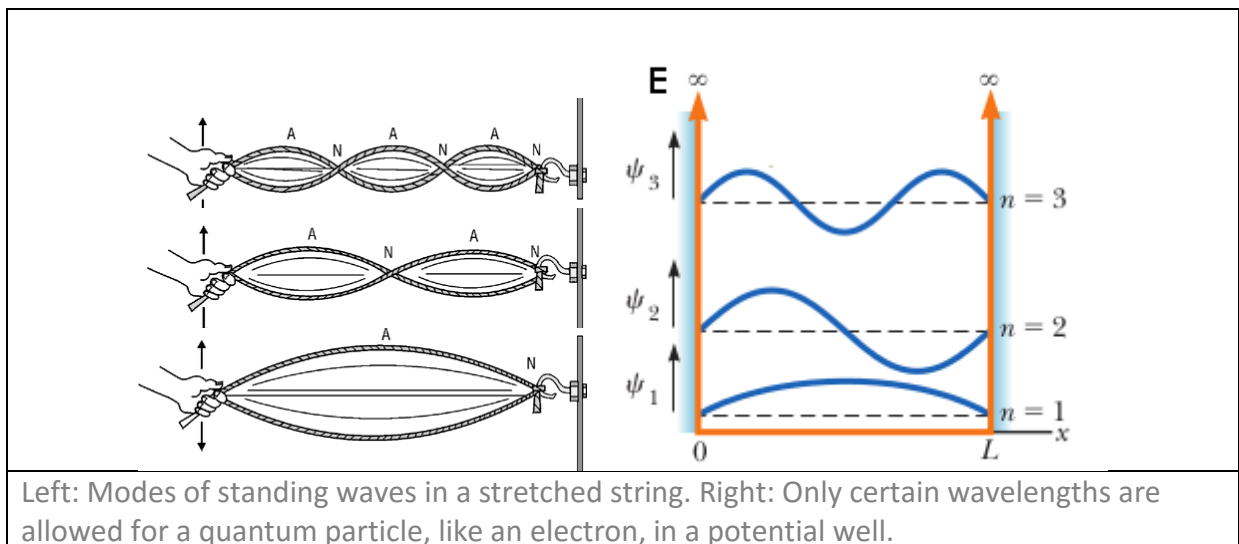 E
∞
∞
A
N
A
N
A
N
ψ3
n = 3
A
N
A
N
ψ2
n = 2
A
N
ψ1
n = 1
0
L
x
Left: Modes of standing waves in a stretched string. Right: Only certain wavelengths are
allowed for a quantum particle, like an electron, in a potential well.